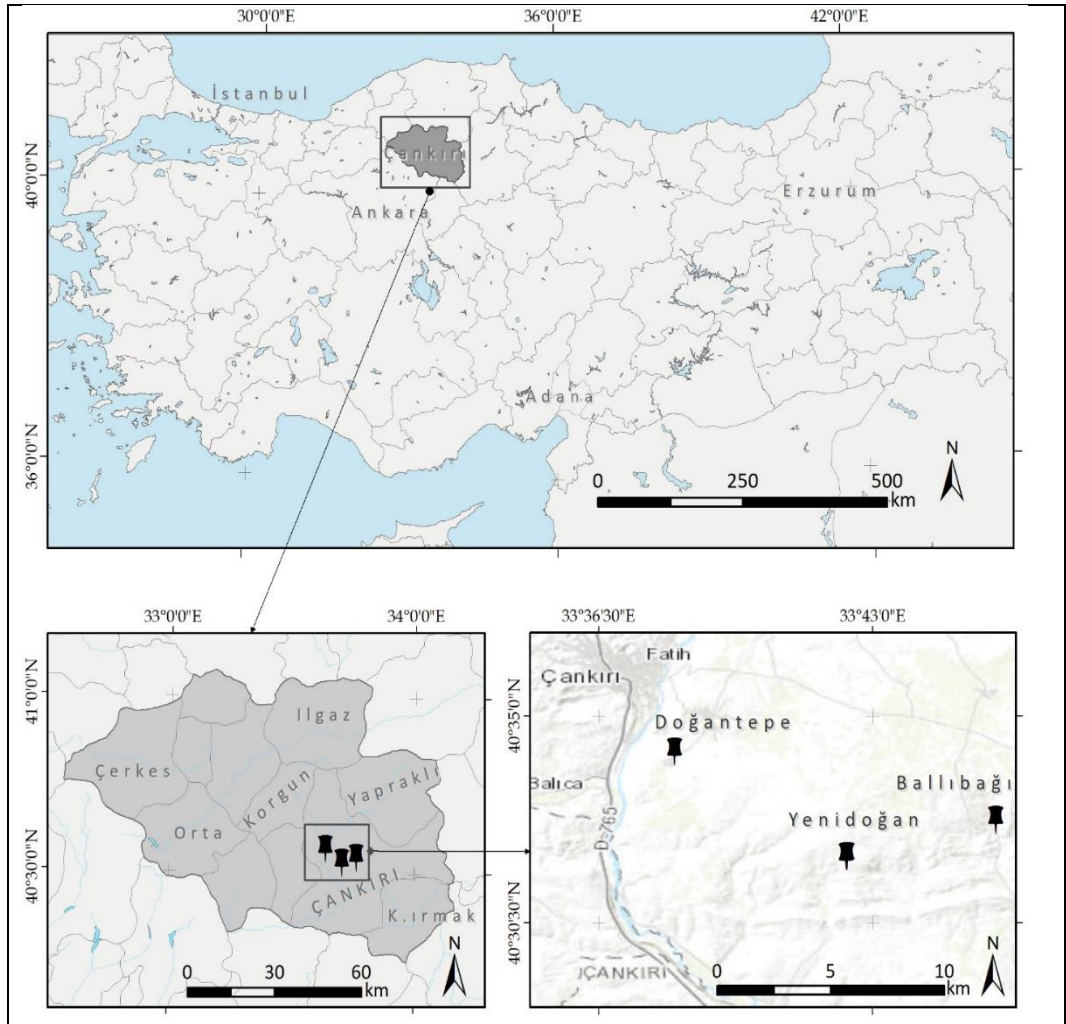 30°0'0"E 36°0'0"E 42°0'0"E
İstanbul
Çankırı
40°0'0"N
Erzurum
Ankara
Adana
N
36°0'0"N
0 250 500
km
33°0'0"E 34°0'0"E
41°0'0"N
Ilgaz
Çerkes
Korgun
Yapraklı
Orta
40°30'0"N
ÇANKIRI
K.ırmak
N
0 30 60
km
33°36'30"E 33°43'0"E
Fatih
Çankırı
40°35'0"N
Doğantepe
Balıca
Ballıbağı
D-765
Yenidoğan
40°30'30"N
N
ÇANKIRI
0 5 10
km